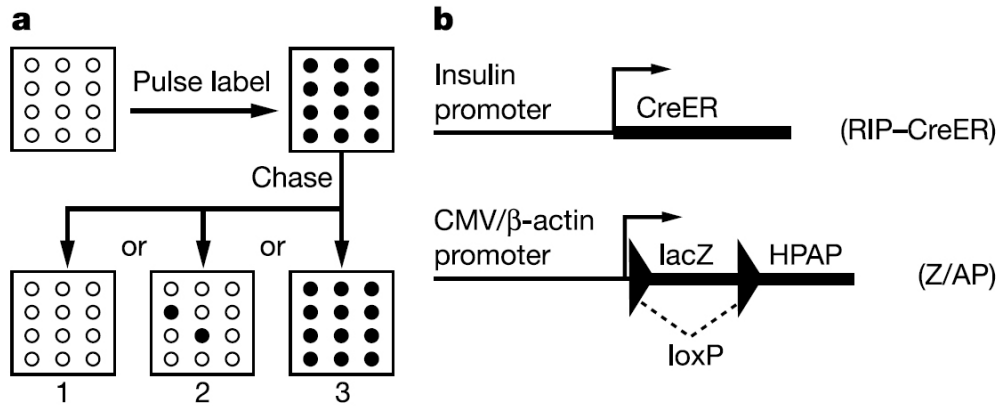 a
Pulse label
Chase
or or
1 2 3
b
Insulin
promoter
CreER
(RIP–CreER)
CMV/β-actin
promoter
lacZ HPAP
(Z/AP)
loxP